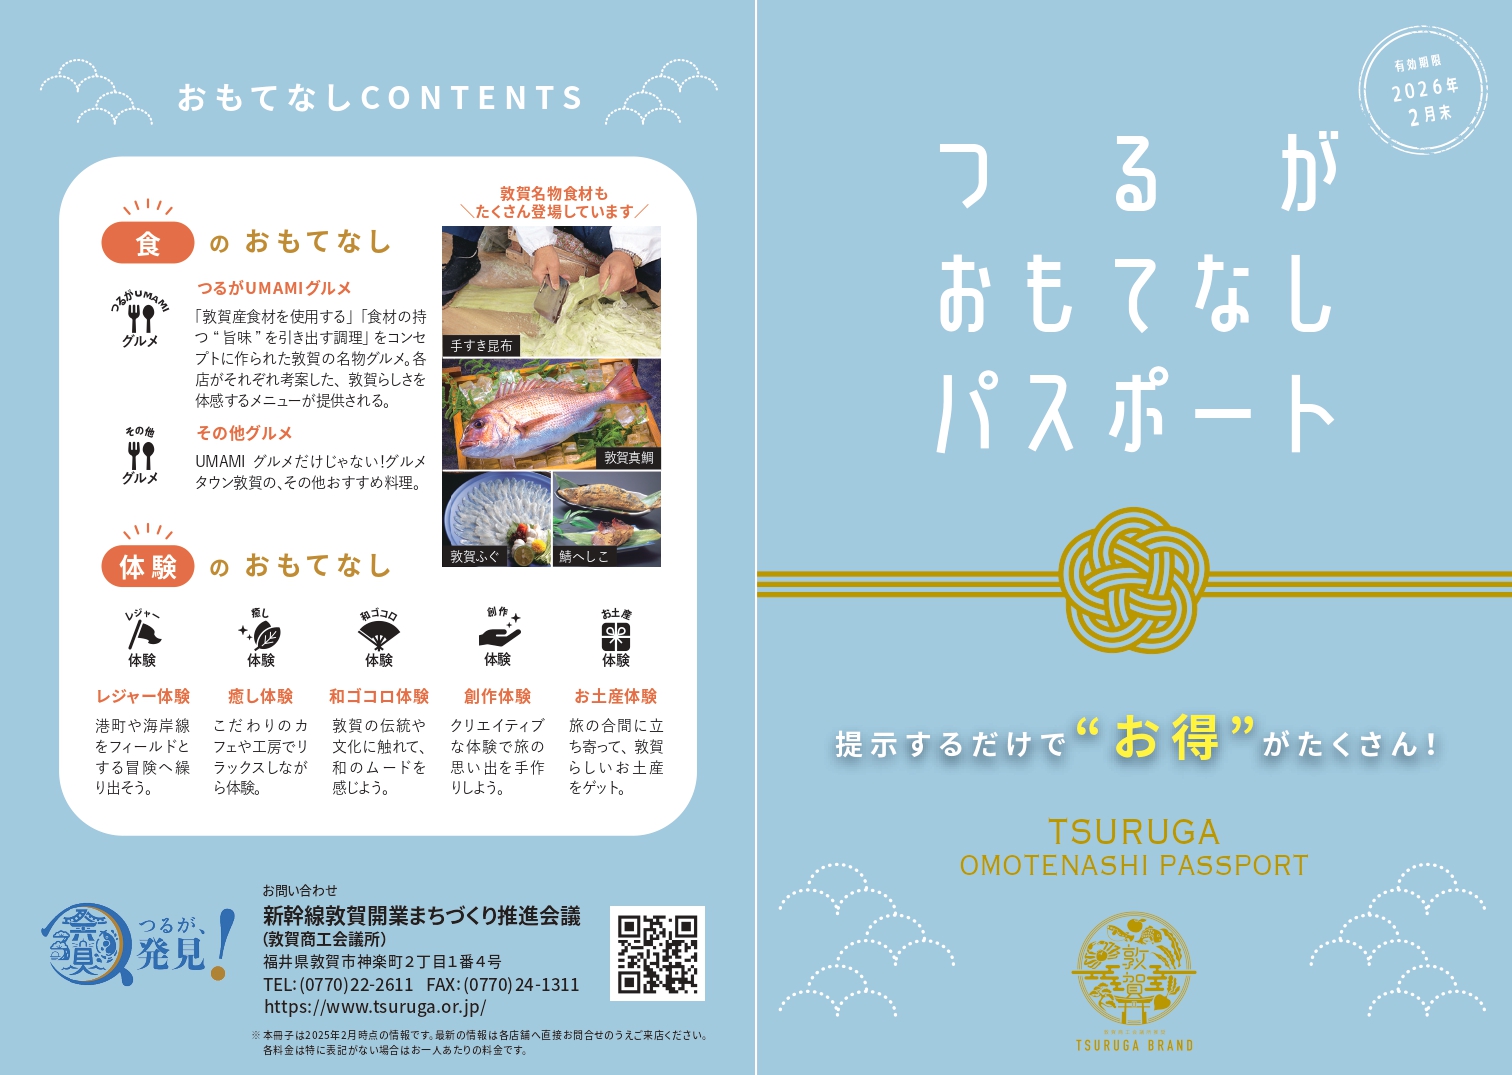 おもてなしCONTENTS
食 の おもてなし
敦賀名物食材も
＼たくさん登場しています／
つるがUMAMI
グルメ
つるがUMAMIグルメ
「敦賀産食材を使用する」「食材の持
つ“旨味”を引き出す調理」をコンセ
プトに作られた敦賀の名物グルメ。各
店がそれぞれ考案した、敦賀らしさを
体感するメニューが提供される。
その他
グルメ
その他グルメ
UMAMI グルメだけじゃない！グルメ
タウン敦賀の、その他おすすめ料理。
手すき昆布
敦賀真鯛
敦賀ふぐ
鯖へしこ
体験 の おもてなし
レジャー
体験
レジャー体験
港町や海岸線
をフィールドと
する冒険へ繰
り出そう。
癒し
体験
癒し体験
こだわりのカ
フェや工房でリ
ラックスしなが
ら体験。
和ゴコロ
体験
和ゴコロ体験
敦賀の伝統や
文化に触れて、
和のムードを
感じよう。
創作
体験
創作体験
クリエイティブ
な体験で旅の
思い出を手作
りしよう。
お土産
体験
お土産体験
旅の合間に立
ち寄って、敦賀
らしいお土産
をゲット。
つるが、
発見！
お問い合わせ
新幹線敦賀開業まちづくり推進会議
（敦賀商工会議所）
福井県敦賀市神楽町２丁目１番４号
TEL：(0770)22-2611 FAX：(0770)24-1311
https://www.tsuruga.or.jp/
※本冊子は2025年2月時点の情報です。最新の情報は各店舗へ直接お問合せのうえご来店ください。
各料金は特に表記がない場合はお一人あたりの料金です。
有効期限
2026年
2月末
つるが
おもてなし
パスポート
提示するだけで“お得”がたくさん！
TSURUGA
OMOTENASHI PASSPORT
敦賀
TSURUGA BRAND